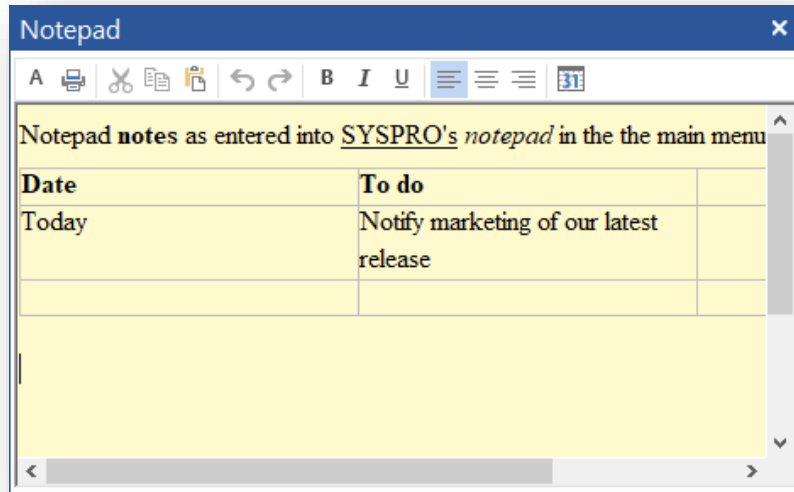 Notepad
A B I U 31
Notepad notes as entered into SYSPRO's notepad in the the main menu
Date To do
Today Notify marketing of our latest
release